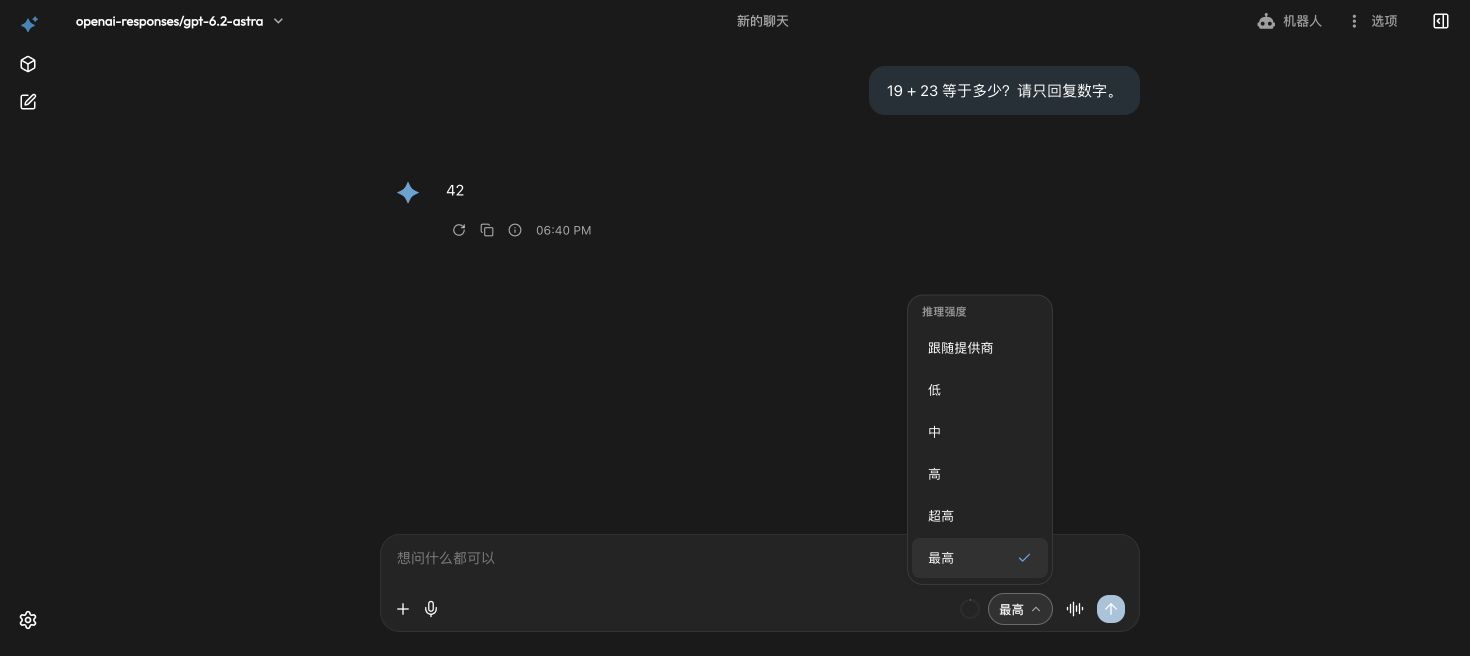 openai-responses/gpt-6.2-astra
新的聊天
机器人
选项
19 + 23 等于多少？请只回复数字。
42
06:40 PM
推理强度
跟随提供商
低
中
高
超高
最高
想问什么都可以
最高